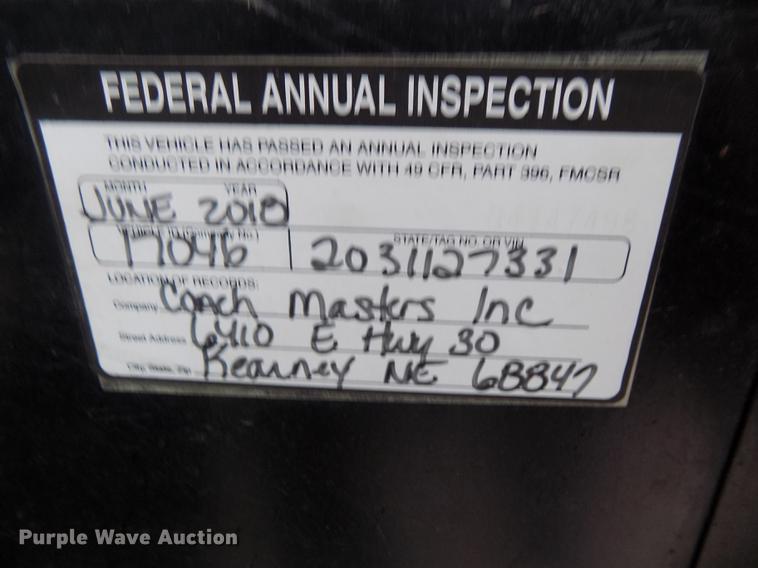 FEDERAL ANNUAL INSPECTION
THIS VEHICLE HAS PASSED AN ANNUAL INSPECTION
CONDUCTED IN ACCORDANCE WITH 49 CFR, PART 396, FMCSR
MONTH YEAR
JUNE 2018
STATE/TAG NO. OR VIN
17046 2031127331
LOCATION OF RECORDS:
Company Coach Masters Inc
Street Address 6410 E Hwy 30
City, State, Zip Kearney NE 68847
Purple Wave Auction